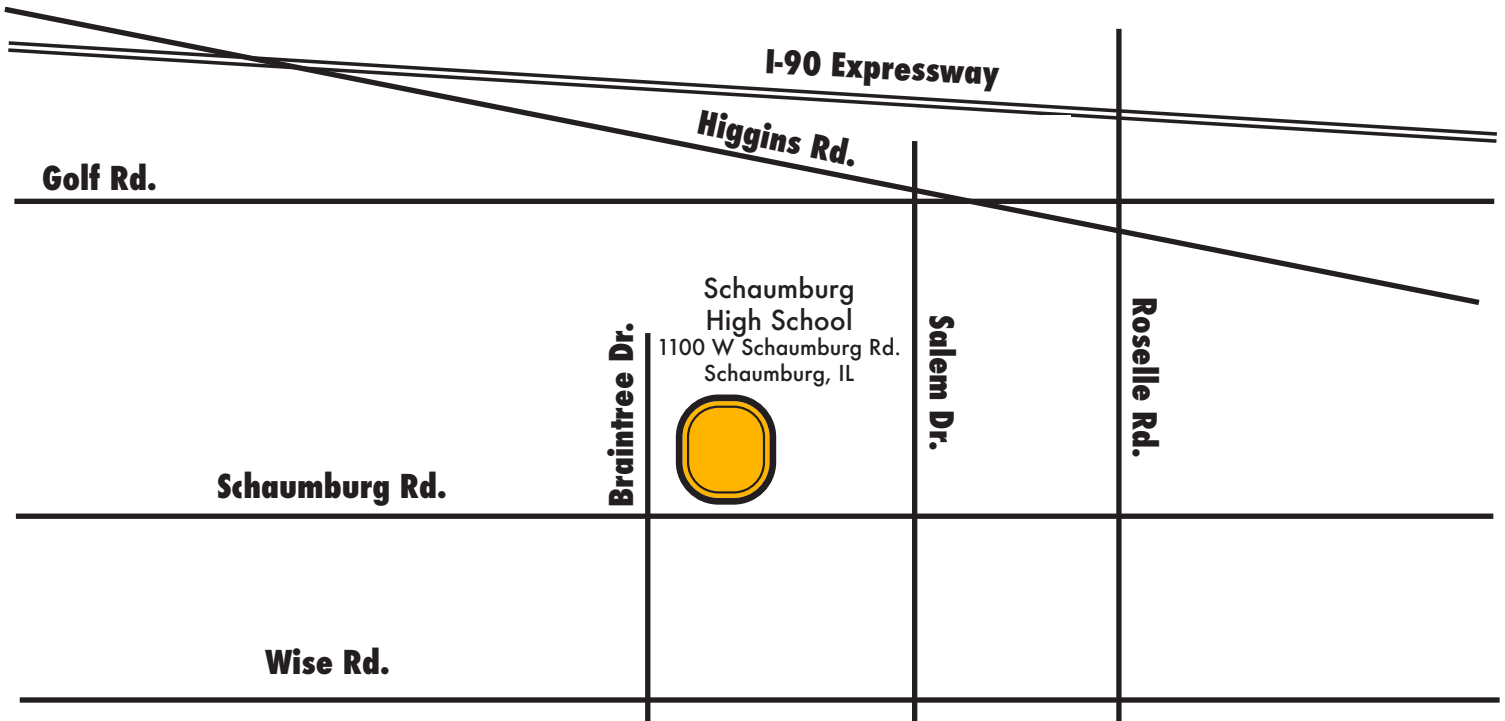 I-90 Expressway
Higgins Rd.
Golf Rd.
Schaumburg
High School
1100 W Schaumburg Rd.
Schaumburg, IL
Braintree Dr.
Salem Dr.
Roselle Rd.
Schaumburg Rd.
Wise Rd.